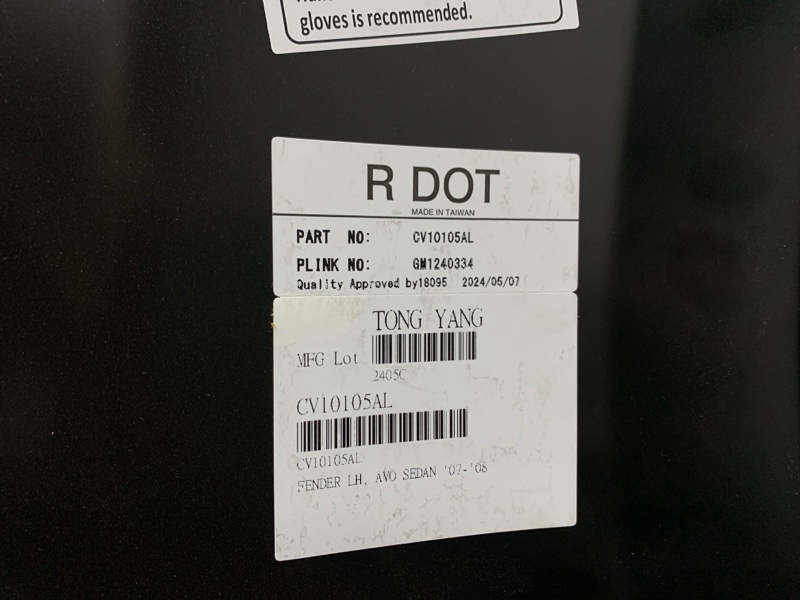 gloves is recommended.
R DOT
MADE IN TAIWAN
PART NO: CV10105AL
PLINK NO: GM1240334
Quality Approved by18095 2024/05/07
TONG YANG
MFG Lot
2405C
CV10105AL
CV10105AL
FENDER LH, AVO SEDAN '07-'08